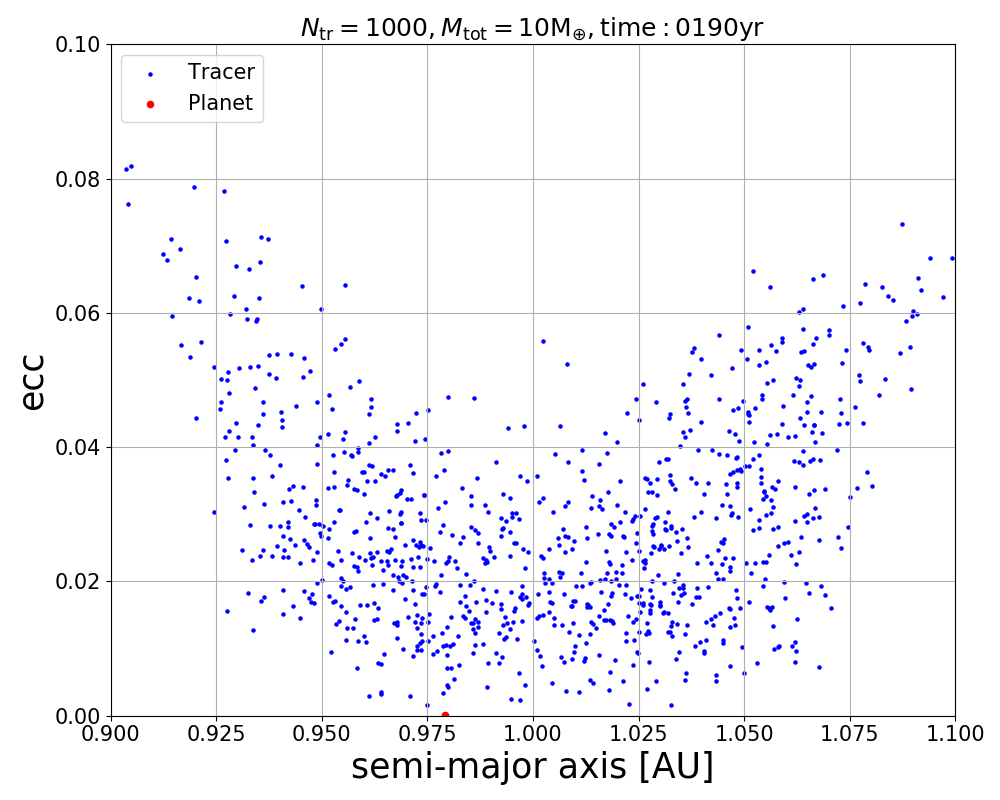 N_tr = 1000, M_tot = 10M_⊕, time : 0190yr
Tracer
Planet
0.10
0.08
0.06
0.04
0.02
0.00
ecc
0.900 0.925 0.950 0.975 1.000 1.025 1.050 1.075 1.100
semi-major axis [AU]